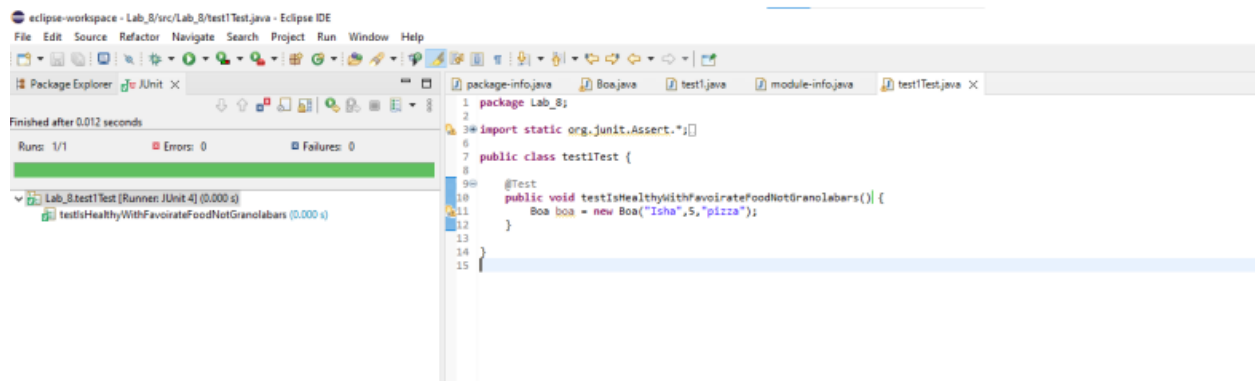 eclipse-workspace - Lab_8/src/Lab_8/test1Test.java - Eclipse IDE
File Edit Source Refactor Navigate Search Project Run Window Help
Package Explorer JUnit
Finished after 0.012 seconds
Runs: 1/1 Errors: 0 Failures: 0
Lab_8.test1Test [Runner: JUnit 4] (0.000 s)
testIsHealthyWithFavoirateFoodNotGranolabars (0.000 s)
package-info.java Boa.java test1.java module-info.java test1Test.java
1 package Lab_8;
2
3 import static org.junit.Assert.*;
6
7 public class test1Test {
8
9 @Test
10 public void testIsHealthyWithFavoirateFoodNotGranolabars() {
11 Boa boa = new Boa("Isha",5,"pizza");
12 }
13
14 }
15